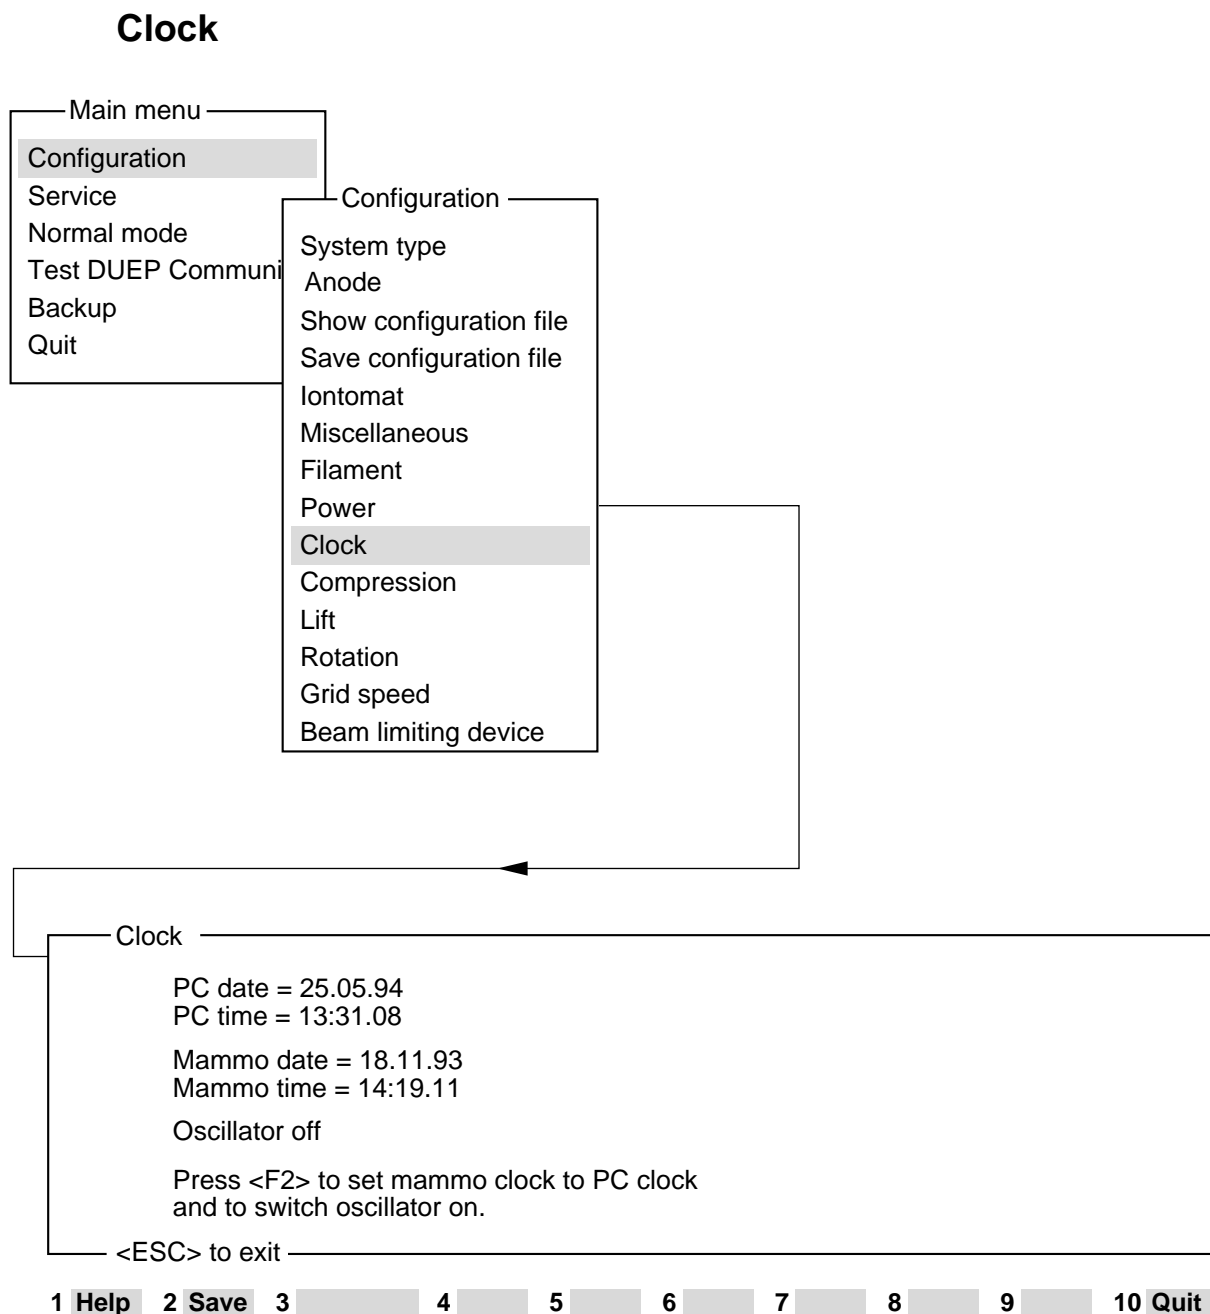 Clock
Main menu
Configuration
Service
Normal mode
Test DUEP Communi
Backup
Quit
Configuration
System type
Anode
Show configuration file
Save configuration file
Iontomat
Miscellaneous
Filament
Power
Clock
Compression
Lift
Rotation
Grid speed
Beam limiting device
Clock
PC date = 25.05.94
PC time = 13:31.08
Mammo date = 18.11.93
Mammo time = 14:19.11
Oscillator off
Press <F2> to set mammo clock to PC clock
and to switch oscillator on.
<ESC> to exit
1 Help 2 Save 3 4 5 6 7 8 9 10 Quit